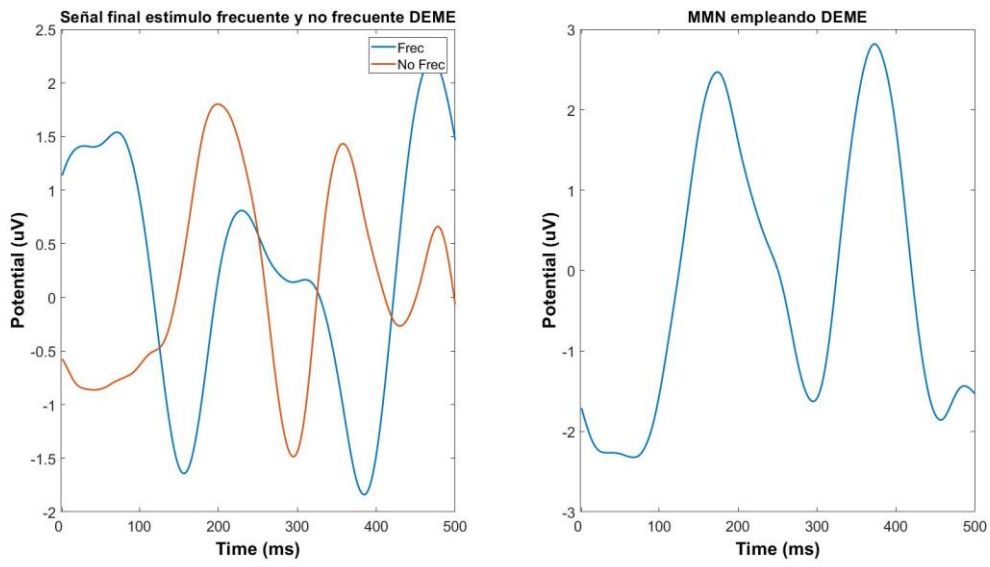 Señal final estímulo frecuente y no frecuente DEME
2.5
2
1.5
1
0.5
0
-0.5
-1
-1.5
-2
Potential (uV)
Frec
No Frec
0 100 200 300 400 500
Time (ms)
MMN empleando DEME
3
2
1
0
-1
-2
-3
Potential (uV)
0 100 200 300 400 500
Time (ms)